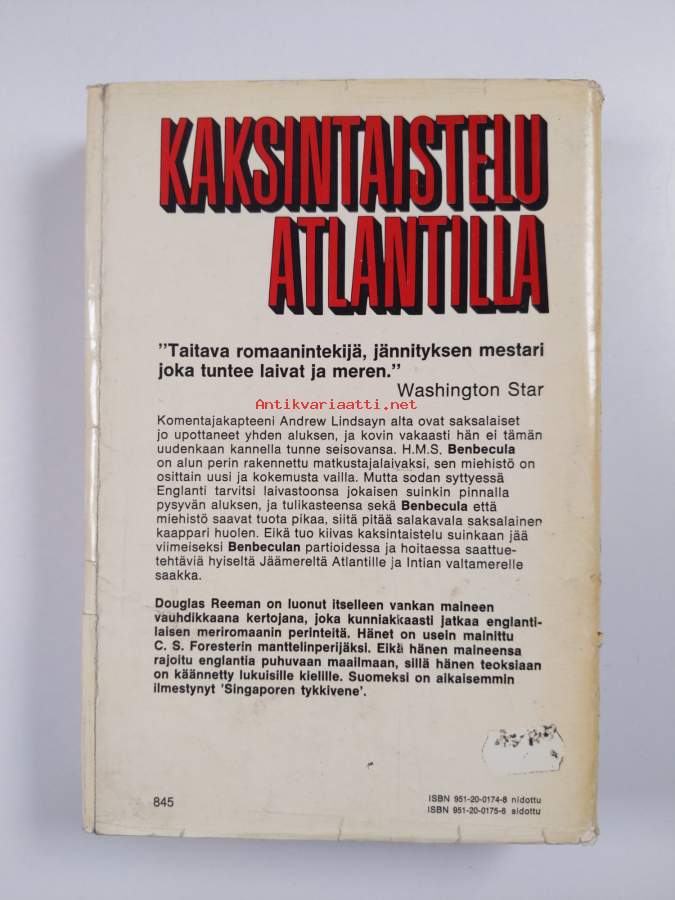 KAKSINTAISTELU
ATLANTILLA
"Taitava romaanintekijä, jännityksen mestari
joka tuntee laivat ja meren."
Washington Star
Antikvariaatti.net
Komentajakapteeni Andrew Lindsayn alta ovat saksalaiset
jo upottaneet yhden aluksen, ja kovin vakaasti hän ei tämän
uudenkaan kannella tunne seisovansa. H.M.S. Benbecula
on alun perin rakennettu matkustajalaivaksi, sen miehistö on
osittain uusi ja kokemusta vailla. Mutta sodan syttyessä
Englanti tarvitsi laivastoonsa jokaisen suinkin pinnalla
pysyvän aluksen, ja tulikasteensa sekä Benbecula että
miehistö saavat tuota pikaa, siitä pitää salakavala saksalainen
kaappari huolen. Eikä tuo kiivas kaksintaistelu suinkaan jää
viimeiseksi Benbeculan partioidessa ja hoitaessa saattue-
tehtäviä hyiseltä Jäämereltä Atlantille ja Intian valtamerelle
saakka.
Douglas Reeman on luonut itselleen vankan maineen
vauhdikkaana kertojana, joka kunniakkaasti jatkaa englanti-
laisen meriromaanin perinteitä. Hänet on usein mainittu
C. S. Foresterin manttelinperijäksi. Eikä hänen maineensa
rajoitu englantia puhuvaan maailmaan, sillä hänen teoksiaan
on käännetty lukuisille kielille. Suomeksi on aikaisemmin
ilmestynyt 'Singaporen tykkivene'.
845
ISBN 951-20-0174-8 nidottu
ISBN 951-20-0175-6 sidottu